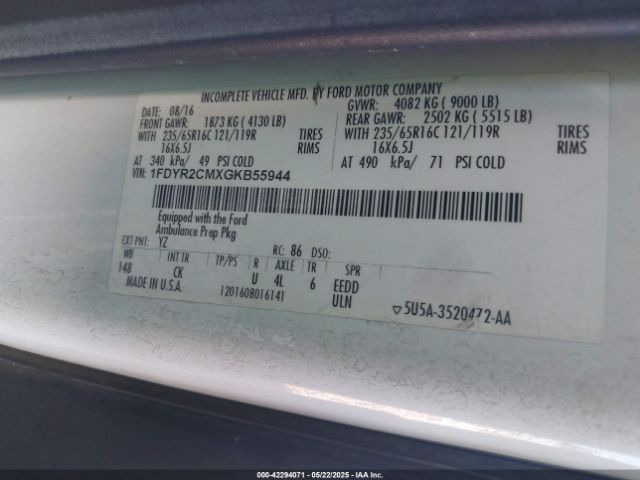 INCOMPLETE VEHICLE MFD. BY FORD MOTOR COMPANY
DATE: 08/16 GVWR: 4082 KG ( 9000 LB)
FRONT GAWR: 1873 KG ( 4130 LB) REAR GAWR: 2502 KG ( 5515 LB)
WITH 235/65R16C 121/119R TIRES WITH 235/65R16C 121/119R TIRES
16X6.5J RIMS 16X6.5J RIMS
AT 340 kPa/ 49 PSI COLD AT 490 kPa/ 71 PSI COLD
VIN: 1FDYR2CMXGKB55944
Equipped with the Ford
Ambulance Prep Pkg
EXT PNT: YZ RC: 86 DSO:
WB INT TR TP/PS R AXLE TR SPR
148 CK U 4L 6 EEDD
MADE IN U.S.A. 1201608016141 ULN ▽5U5A-3520472-AA
000-42294071 - 05/22/2025 - IAAI.COM